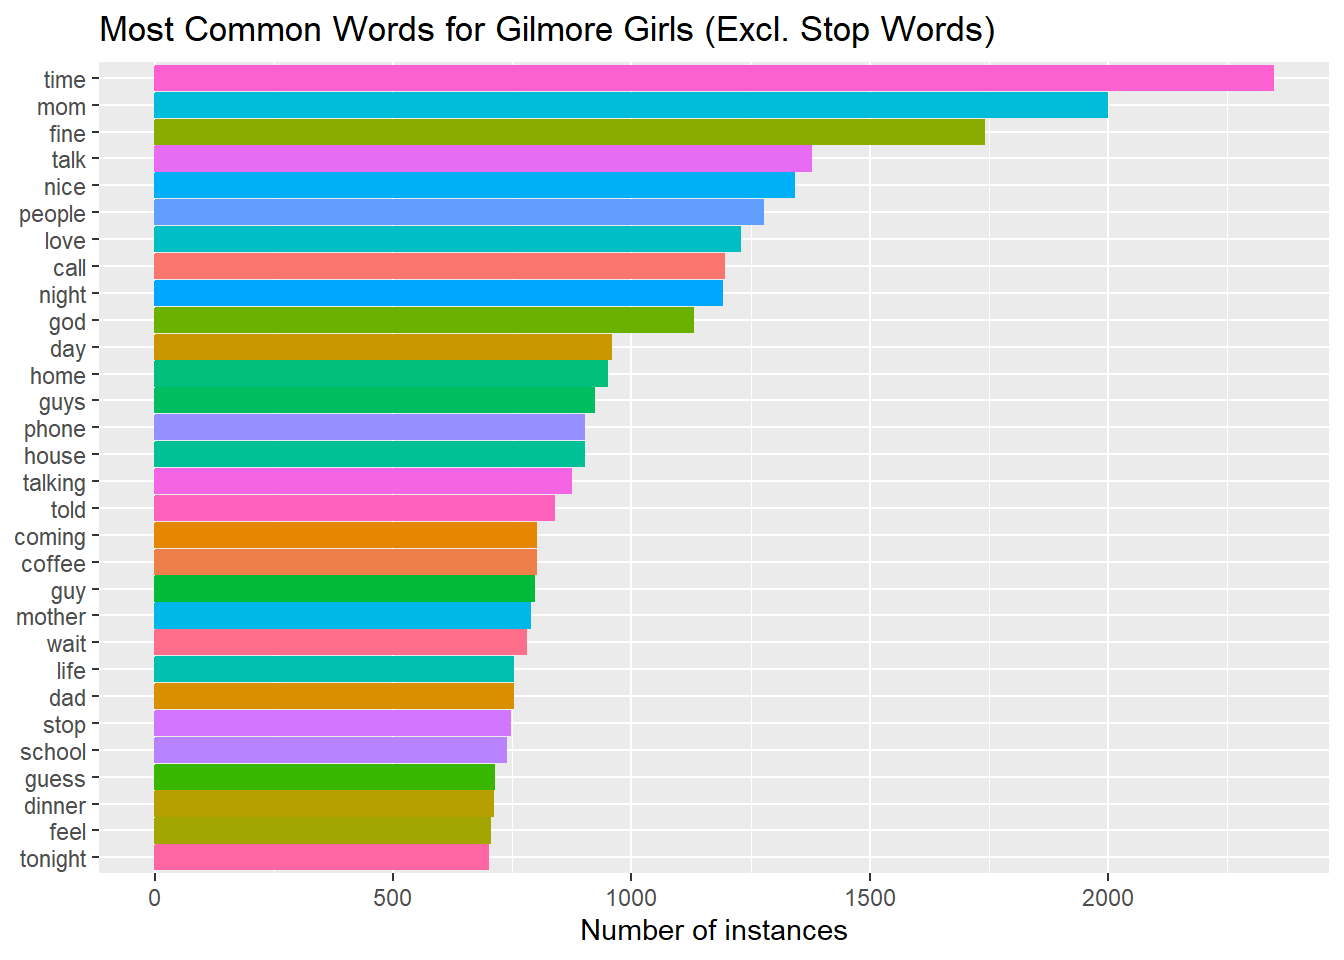 Most Common Words for Gilmore Girls (Excl. Stop Words)
time
mom
fine
talk
nice
people
love
call
night
god
day
home
guys
phone
house
talking
told
coming
coffee
guy
mother
wait
life
dad
stop
school
guess
dinner
feel
tonight
0 500 1000 1500 2000
Number of instances